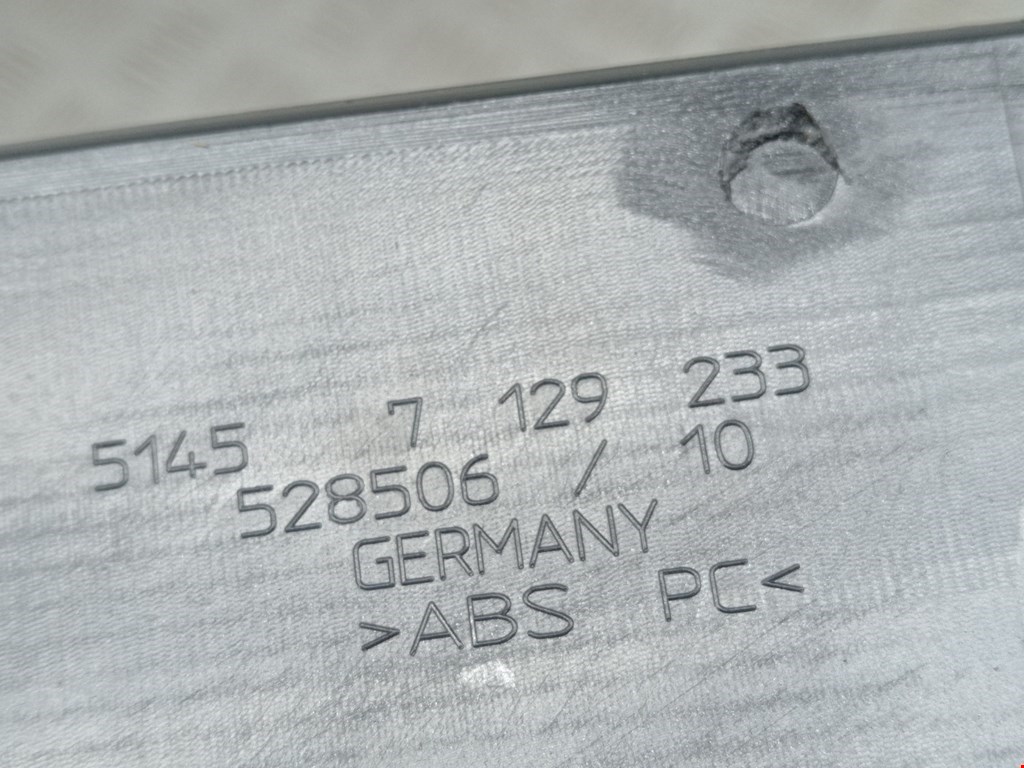 5145 7 129 233
528506 / 10
GERMANY
>ABS PC<